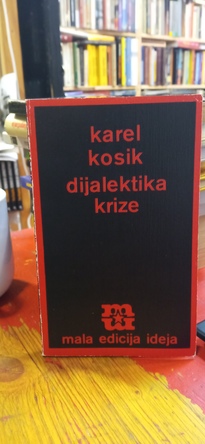 karel
kosik
dijalektika
krize
mala edicija ideja